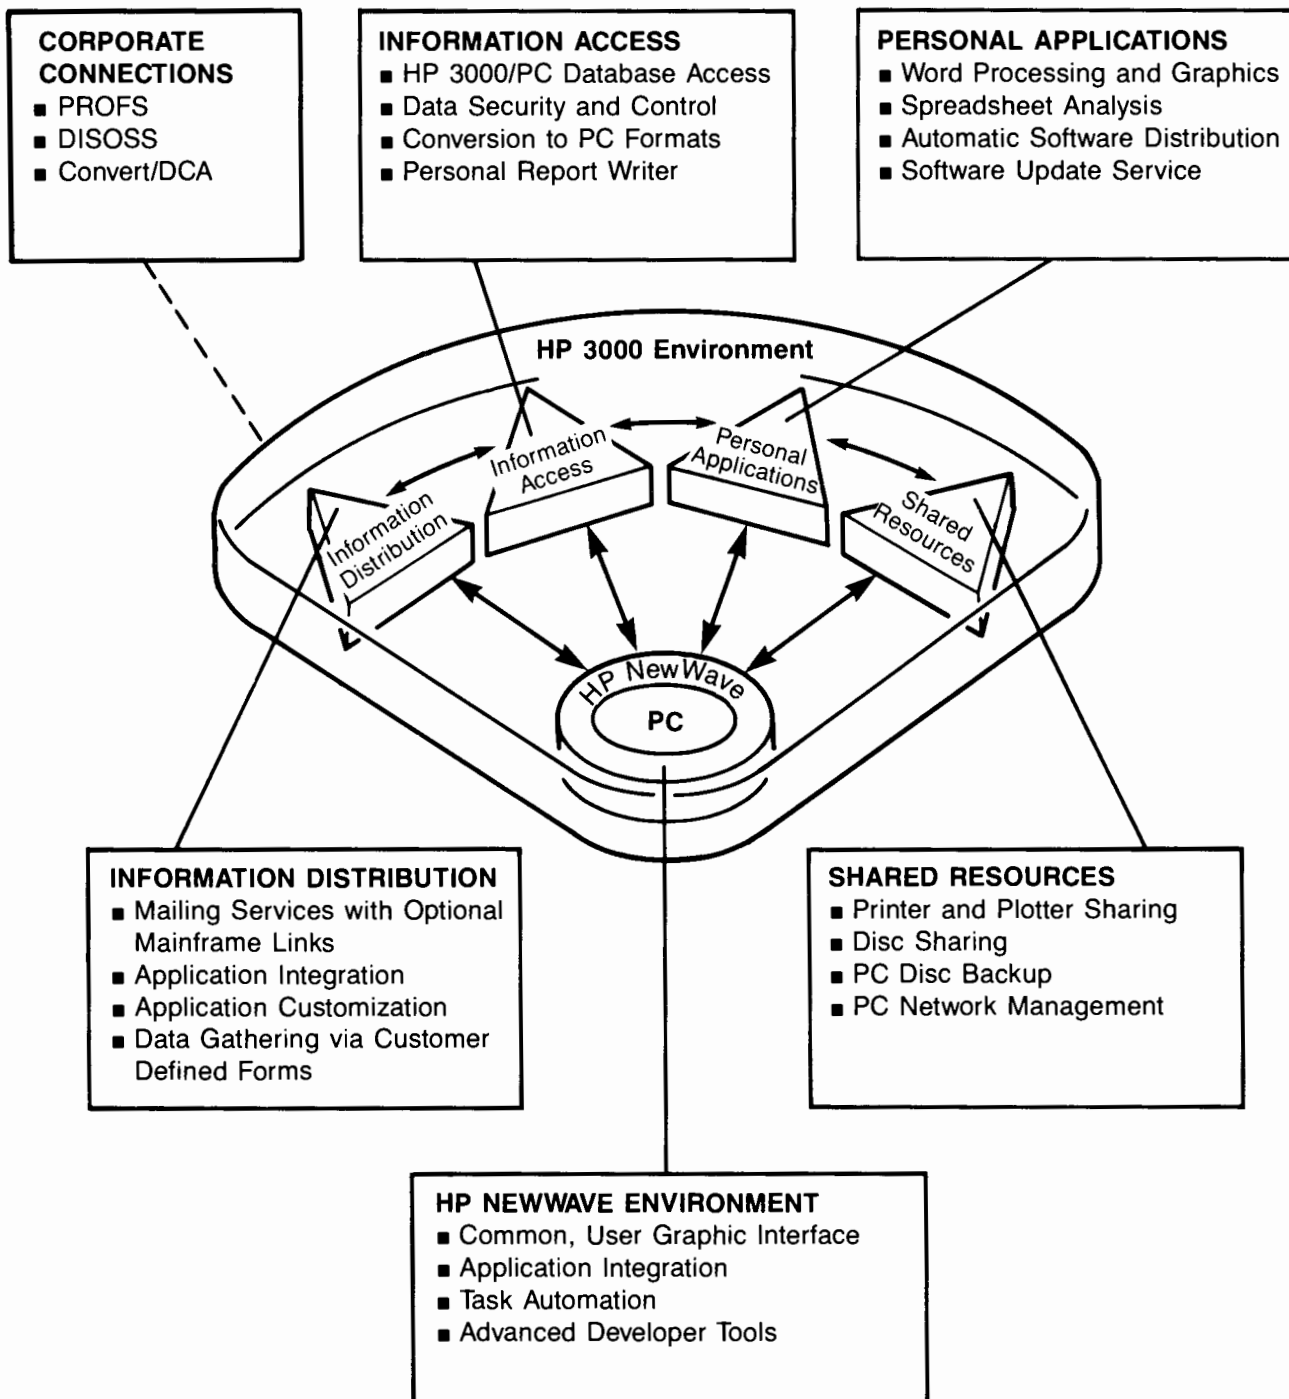 CORPORATE
CONNECTIONS
■ PROFS
■ DISOSS
■ Convert/DCA
INFORMATION ACCESS
■ HP 3000/PC Database Access
■ Data Security and Control
■ Conversion to PC Formats
■ Personal Report Writer
PERSONAL APPLICATIONS
■ Word Processing and Graphics
■ Spreadsheet Analysis
■ Automatic Software Distribution
■ Software Update Service
HP 3000 Environment
Information
Distribution
Information
Access
Personal
Applications
Shared
Resources
HP NewWave
PC
INFORMATION DISTRIBUTION
■ Mailing Services with Optional
Mainframe Links
■ Application Integration
■ Application Customization
■ Data Gathering via Customer
Defined Forms
SHARED RESOURCES
■ Printer and Plotter Sharing
■ Disc Sharing
■ PC Disc Backup
■ PC Network Management
HP NEWWAVE ENVIRONMENT
■ Common, User Graphic Interface
■ Application Integration
■ Task Automation
■ Advanced Developer Tools